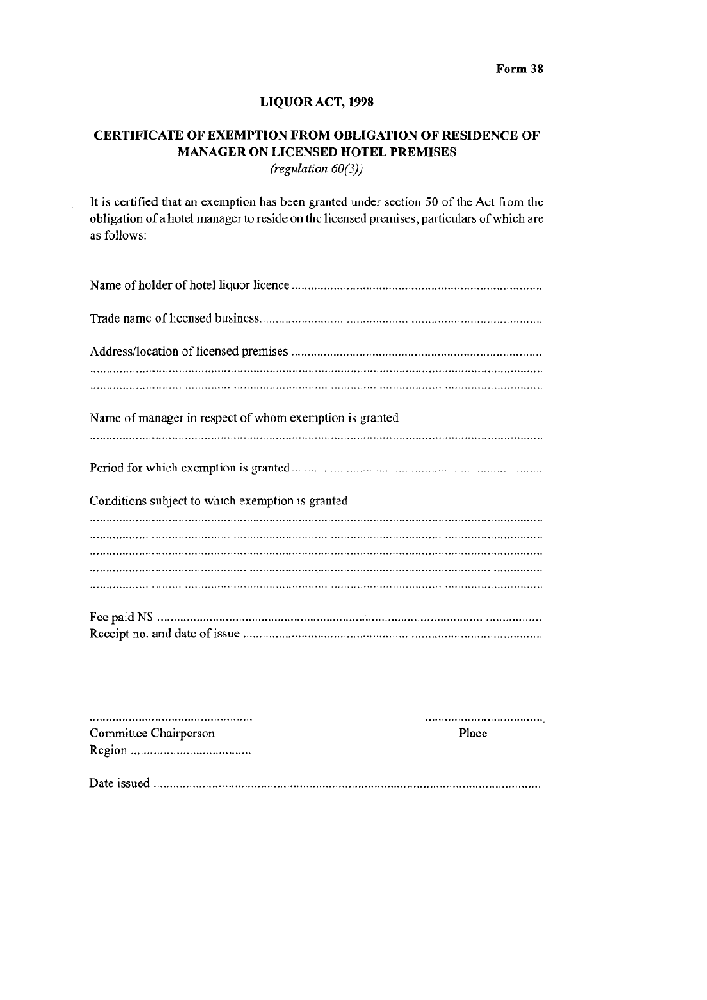 Form 38
LIQUOR ACT, 1998
CERTIFICATE OF EXEMPTION FROM OBLIGATION OF RESIDENCE OF
MANAGER ON LICENSED HOTEL PREMISES
(regulation 60(3))
It is certified that an exemption has been granted under section 50 of the Act from the
obligation of a hotel manager to reside on the licensed premises, particulars of which are
as follows:
Name of holder of hotel liquor licence ............................................................................
Trade name of licensed business......................................................................................
Address/location of licensed premises ............................................................................
..........................................................................................................................................
..........................................................................................................................................
Name of manager in respect of whom exemption is granted
..........................................................................................................................................
Period for which exemption is granted............................................................................
Conditions subject to which exemption is granted
..........................................................................................................................................
..........................................................................................................................................
..........................................................................................................................................
..........................................................................................................................................
..........................................................................................................................................
Fee paid N$ .....................................................................................................................
Receipt no. and date of issue ...........................................................................................
.................................................. ....................................
Committee Chairperson Place
Region .....................................
Date issued ......................................................................................................................